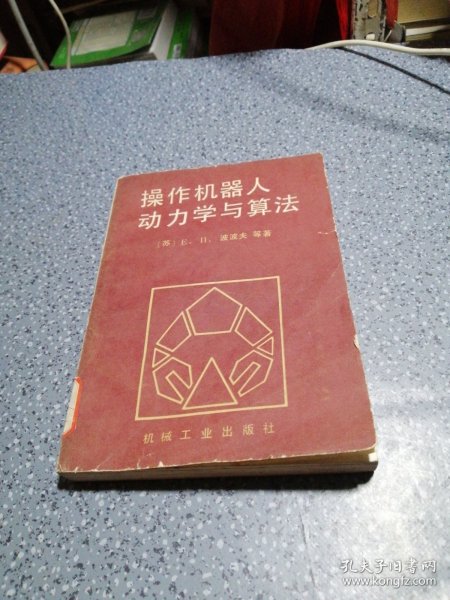 操作机器人
动力学与算法
[苏] E. П. 波波夫 等著
机械工业出版社
孔夫子旧书网
www.kongfz.com